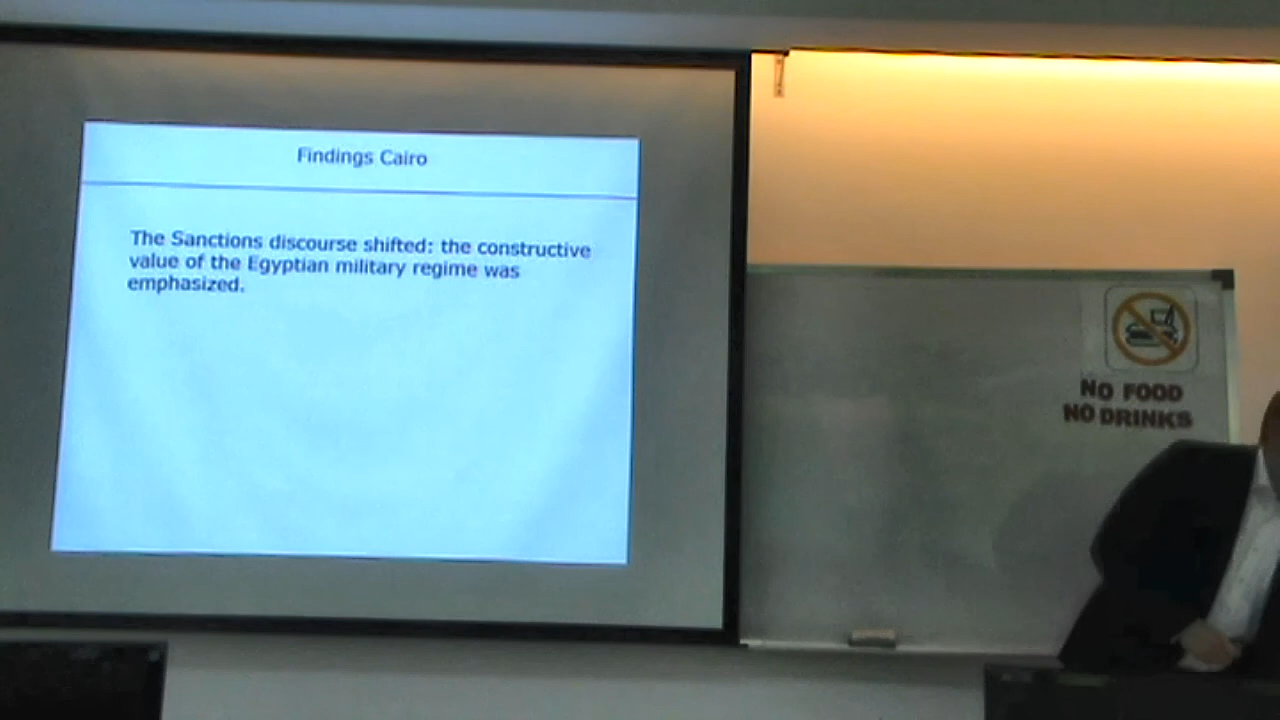 Findings Cairo
The Sanctions discourse shifted: the constructive
value of the Egyptian military regime was
emphasized.
NO FOOD
NO DRINKS